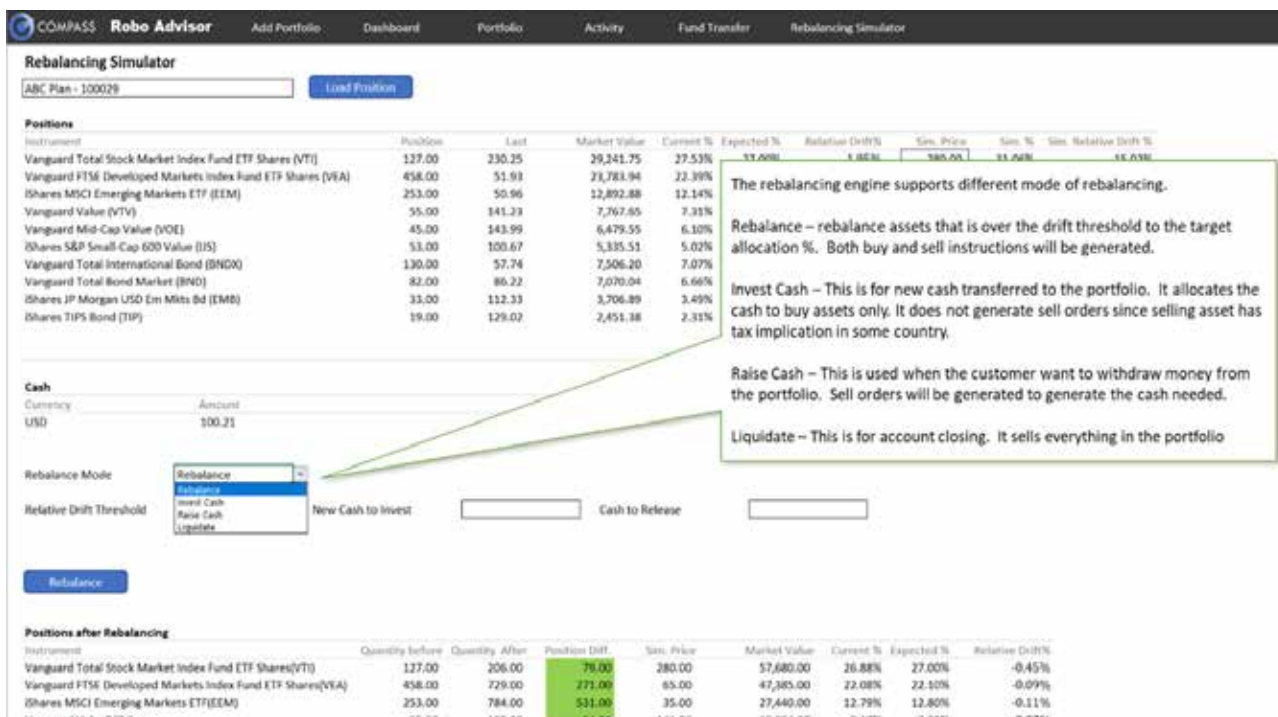 COMPASS Robo Advisor Add Portfolio Dashboard Portfolio Activity Fund Transfer Rebalancing Simulator
Rebalancing Simulator
ABC Plan - 100029 Load Position
Positions
Instrument Position Last Market Value Current % Expected % Relative Drift% Sim. Price Sim. % Sim. Relative Drift %
Vanguard Total Stock Market Index Fund ETF Shares (VTI) 127.00 230.25 29,241.75 27.53% 27.00% 1.95% 280.00 31.06% 15.03%
Vanguard FTSE Developed Markets Index Fund ETF Shares (VEA) 458.00 51.93 23,783.94 22.39%
iShares MSCI Emerging Markets ETF (EEM) 253.00 50.96 12,892.88 12.14%
Vanguard Value (VTV) 55.00 141.23 7,767.65 7.31%
Vanguard Mid-Cap Value (VOE) 45.00 143.99 6,479.55 6.10%
iShares S&P Small-Cap 600 Value (IJS) 53.00 100.67 5,335.51 5.02%
Vanguard Total International Bond (BNDX) 130.00 57.74 7,506.20 7.07%
Vanguard Total Bond Market (BND) 82.00 86.22 7,070.04 6.66%
iShares JP Morgan USD Em Mkts Bd (EMB) 33.00 112.33 3,706.89 3.49%
iShares TIPS Bond (TIP) 19.00 129.02 2,451.38 2.31%
The rebalancing engine supports different mode of rebalancing.
Rebalance – rebalance assets that is over the drift threshold to the target
allocation %. Both buy and sell instructions will be generated.
Invest Cash – This is for new cash transferred to the portfolio. It allocates the
cash to buy assets only. It does not generate sell orders since selling asset has
tax implication in some country.
Raise Cash – This is used when the customer want to withdraw money from
the portfolio. Sell orders will be generated to generate the cash needed.
Liquidate – This is for account closing. It sells everything in the portfolio
Cash
Currency Amount
USD 100.21
Rebalance Mode Rebalance
Rebalance
Invest Cash
Raise Cash
Liquidate
Relative Drift Threshold New Cash to Invest Cash to Release
Rebalance
Positions after Rebalancing
Instrument Quantity before Quantity After Position Diff. Sim. Price Market Value Current % Expected % Relative Drift%
Vanguard Total Stock Market Index Fund ETF Shares(VTI) 127.00 206.00 79.00 280.00 57,680.00 26.88% 27.00% -0.45%
Vanguard FTSE Developed Markets Index Fund ETF Shares(VEA) 458.00 729.00 271.00 65.00 47,385.00 22.08% 22.10% -0.09%
iShares MSCI Emerging Markets ETF(EEM) 253.00 784.00 531.00 35.00 27,440.00 12.79% 12.80% -0.11%